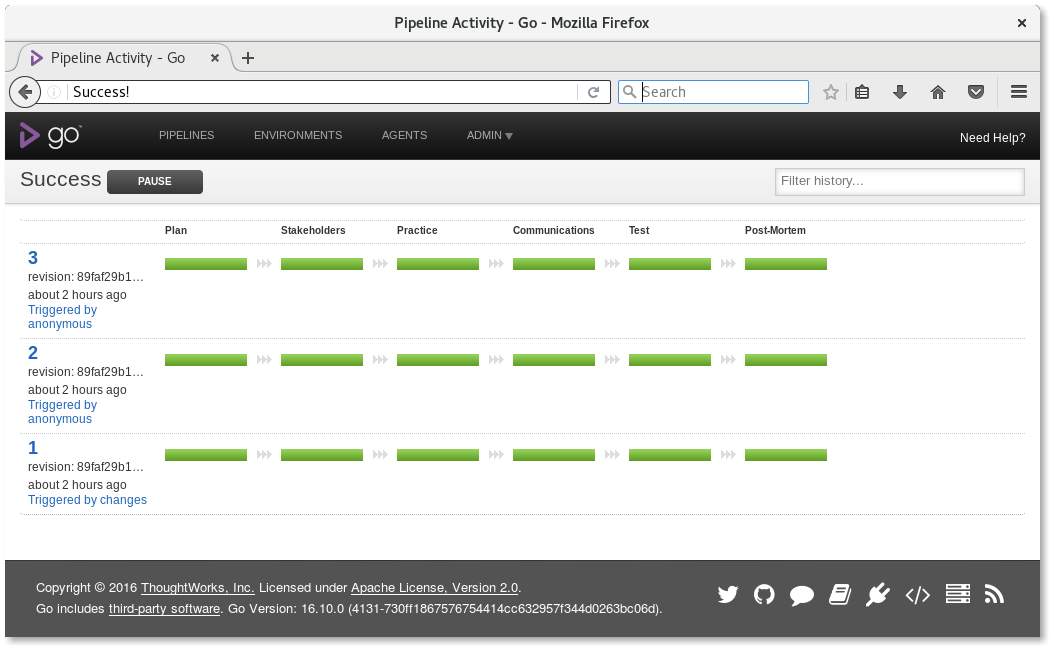 Pipeline Activity - Go - Mozilla Firefox
Pipeline Activity - Go
Success!
Search
go™
PIPELINES ENVIRONMENTS AGENTS ADMIN
Need Help?
Success PAUSE
Filter history...
Plan Stakeholders Practice Communications Test Post-Mortem
3
revision: 89faf29b1...
about 2 hours ago
Triggered by
anonymous
2
revision: 89faf29b1...
about 2 hours ago
Triggered by
anonymous
1
revision: 89faf29b1...
about 2 hours ago
Triggered by changes
Copyright © 2016 ThoughtWorks, Inc. Licensed under Apache License, Version 2.0.
Go includes third-party software. Go Version: 16.10.0 (4131-730ff1867576754414cc632957f344d0263bc06d).